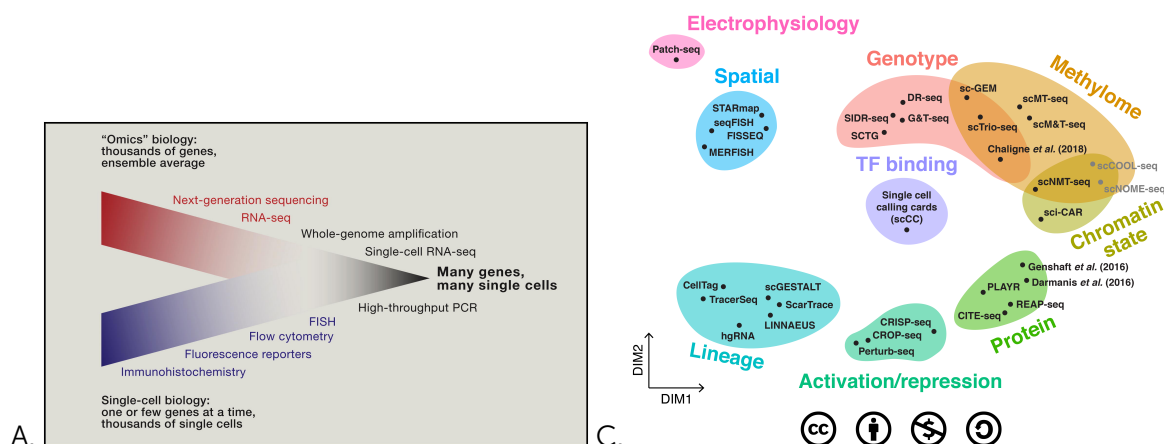 "Omics" biology:
thousands of genes,
ensemble average
Next-generation sequencing
RNA-seq
Whole-genome amplification
Single-cell RNA-seq
Many genes,
many single cells
High-throughput PCR
FISH
Flow cytometry
Fluorescence reporters
Immunohistochemistry
Single-cell biology:
one or few genes at a time,
thousands of single cells
A.
Electrophysiology
Patch-seq
Spatial
STARmap
seqFISH
FISSEQ
MERFISH
Genotype
DR-seq
SIDR-seq
G&T-seq
SCTG
Methylome
sc-GEM
scMT-seq
scTrio-seq
scM&T-seq
Chaligne et al. (2018)
scCOOL-seq
scNMT-seq
scNOME-seq
sci-CAR
Chromatin
state
TF binding
Single cell
calling cards
(scCC)
CellTag
TracerSeq
scGESTALT
ScarTrace
LINNAEUS
hgRNA
Lineage
CRISP-seq
CROP-seq
Perturb-seq
Activation/repression
Genshaft et al. (2016)
Darmanis et al. (2016)
PLAYR
REAP-seq
CITE-seq
Protein
DIM2
DIM1
C.
cc